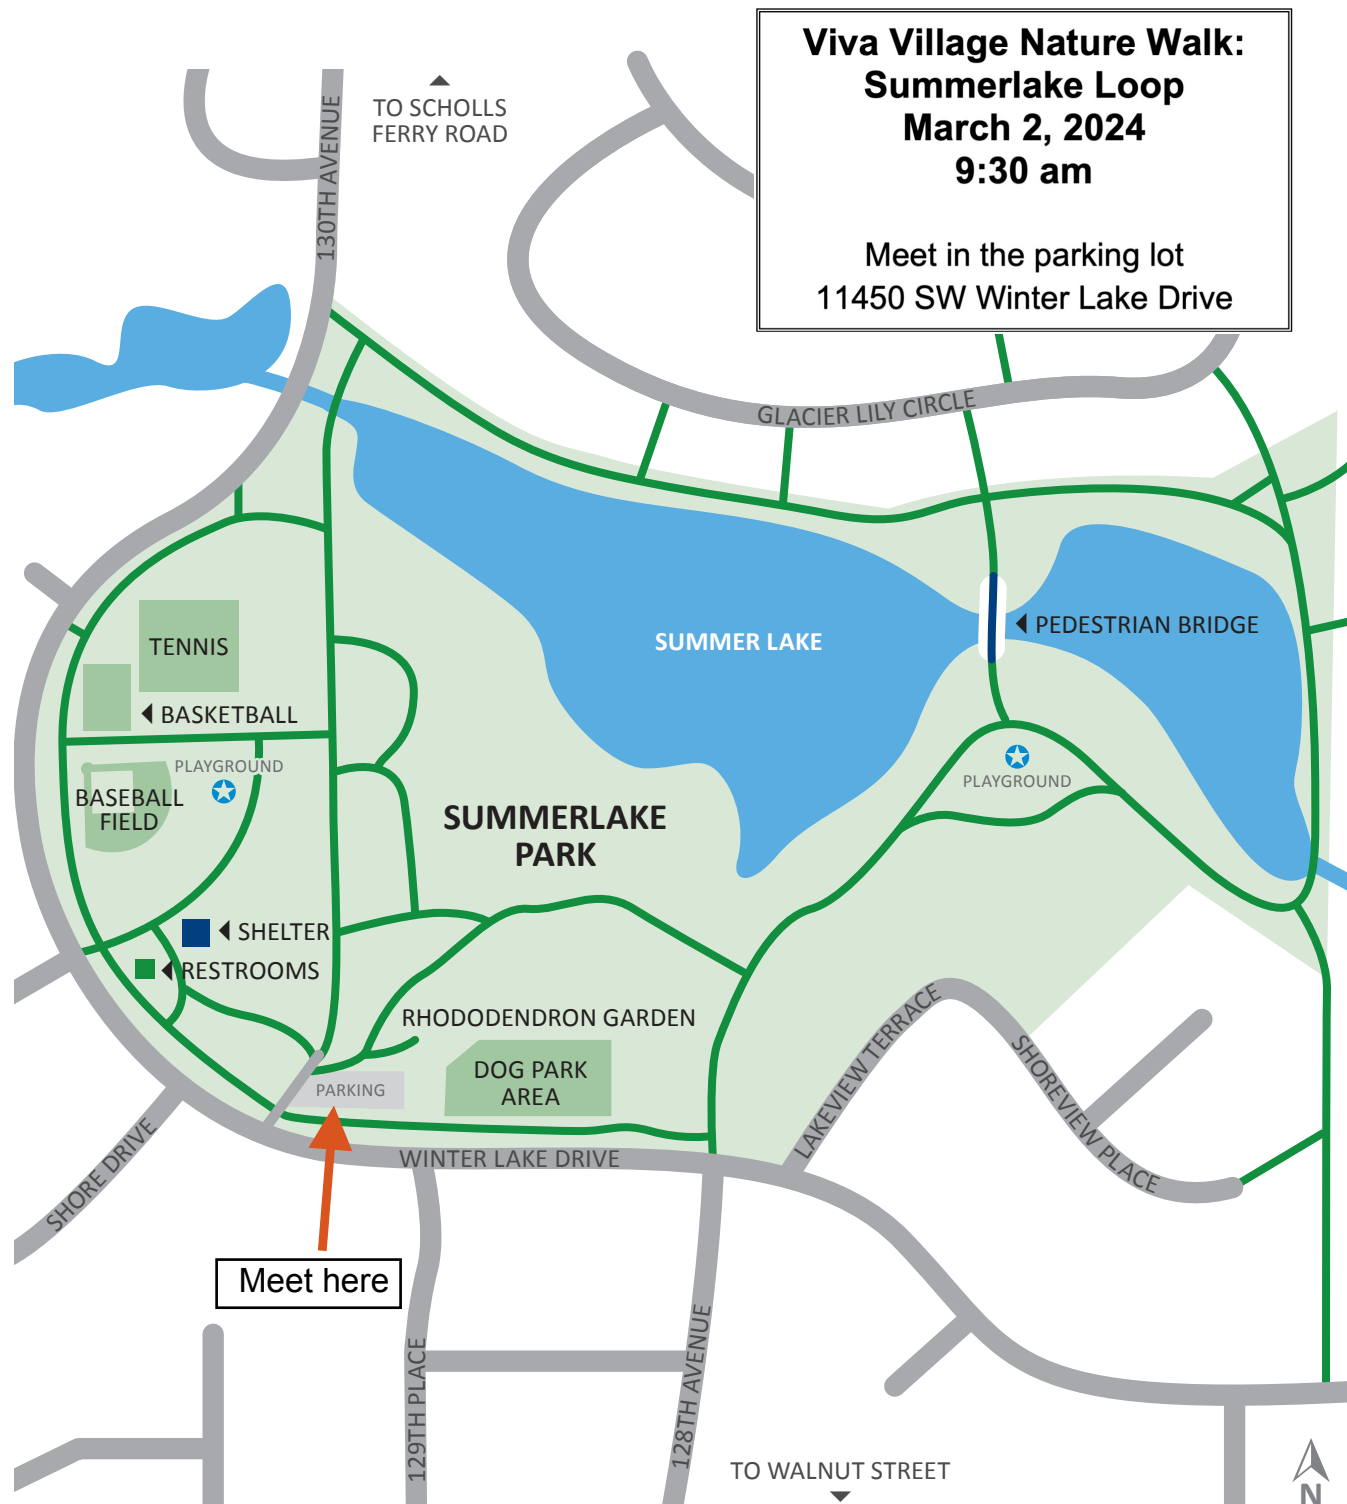 Viva Village Nature Walk:
Summerlake Loop
March 2, 2024
9:30 am
Meet in the parking lot
11450 SW Winter Lake Drive
TO SCHOLLS
FERRY ROAD
130TH AVENUE
GLACIER LILY CIRCLE
SUMMER LAKE
PEDESTRIAN BRIDGE
TENNIS
BASKETBALL
PLAYGROUND
BASEBALL
FIELD
PLAYGROUND
SUMMERLAKE
PARK
SHELTER
RESTROOMS
RHODODENDRON GARDEN
DOG PARK
AREA
PARKING
LAKEVIEW TERRACE
SHOREVIEW PLACE
SHORE DRIVE
WINTER LAKE DRIVE
Meet here
129TH PLACE
128TH AVENUE
TO WALNUT STREET
N